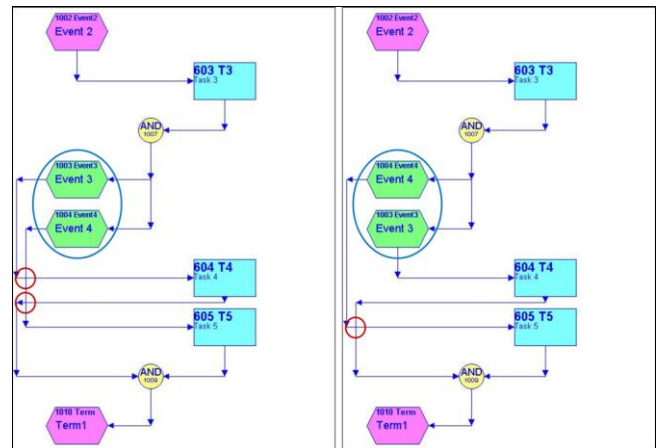 1002 Event2
Event 2
603 T3
Task 3
AND
1007
1003 Event3
Event 3
1004 Event4
Event 4
604 T4
Task 4
605 T5
Task 5
AND
1009
1010 Term
Term1
1002 Event2
Event 2
603 T3
Task 3
AND
1007
1004 Event4
Event 4
1003 Event3
Event 3
604 T4
Task 4
605 T5
Task 5
AND
1009
1010 Term
Term1